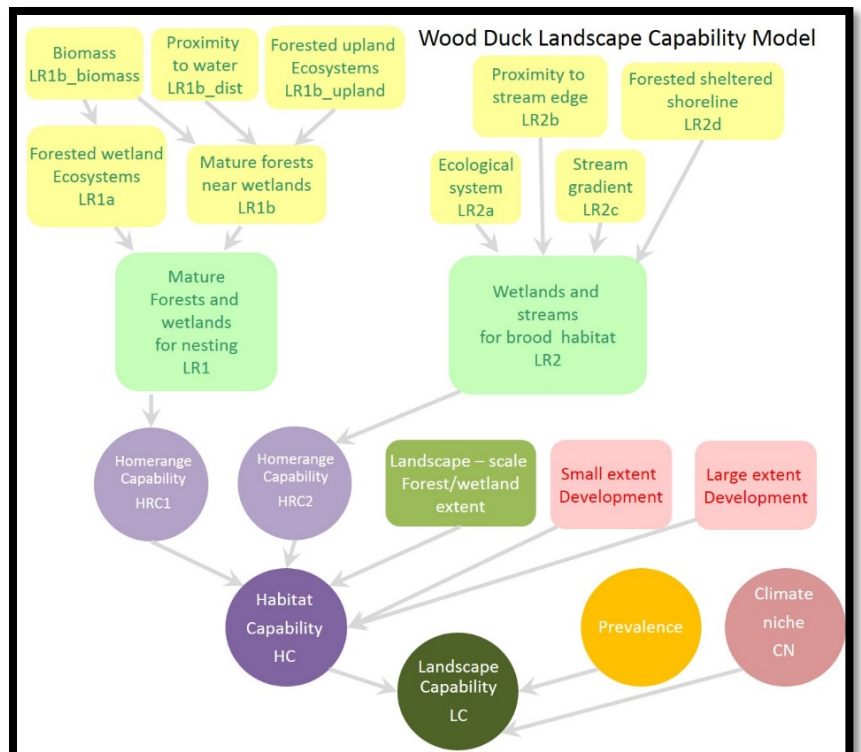 Wood Duck Landscape Capability Model
Biomass
LR1b_biomass
Proximity
to water
LR1b_dist
Forested upland
Ecosystems
LR1b_upland
Proximity to
stream edge
LR2b
Forested sheltered
shoreline
LR2d
Forested wetland
Ecosystems
LR1a
Mature forests
near wetlands
LR1b
Ecological
system
LR2a
Stream
gradient
LR2c
Mature
Forests and
wetlands
for nesting
LR1
Wetlands and
streams
for brood habitat
LR2
Homerange
Capability
HRC1
Homerange
Capability
HRC2
Landscape – scale
Forest/wetland
extent
Small extent
Development
Large extent
Development
Habitat
Capability
HC
Prevalence
Climate
niche
CN
Landscape
Capability
LC